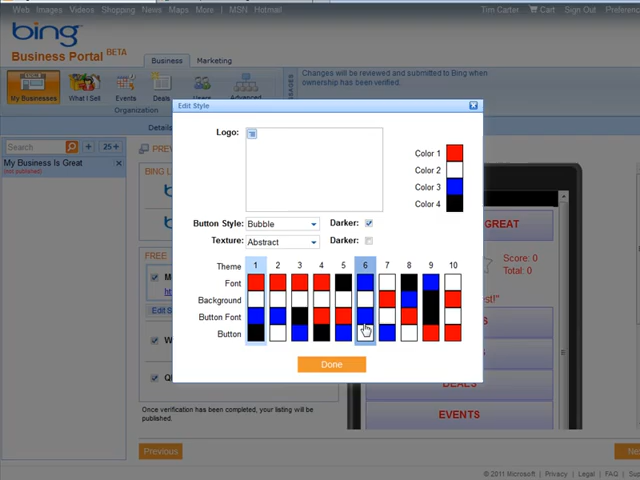 Web Images Videos Shopping News Maps More | MSN Hotmail
Tim Carter Cart Sign Out
bing
Business Portal BETA
Business Marketing
My Businesses What I Sell Events Deals Users Advanced
Organization
Changes will be reviewed and submitted to Bing when
ownership has been verified.
Edit Style
Search
25+
My Business Is Great
(not published)
Logo:
Color 1
Color 2
Color 3
Color 4
Button Style: Bubble Darker:
Texture: Abstract Darker:
Theme 1 2 3 4 5 6 7 8 9 10
Font
Background
Button Font
Button
Done
BING
FREE
Edit S
GREAT
Score: 0
Total: 0
DEALS
EVENTS
Once verification has been completed, your listing will be
published.
Previous
© 2011 Microsoft | Privacy | Legal | FAQ